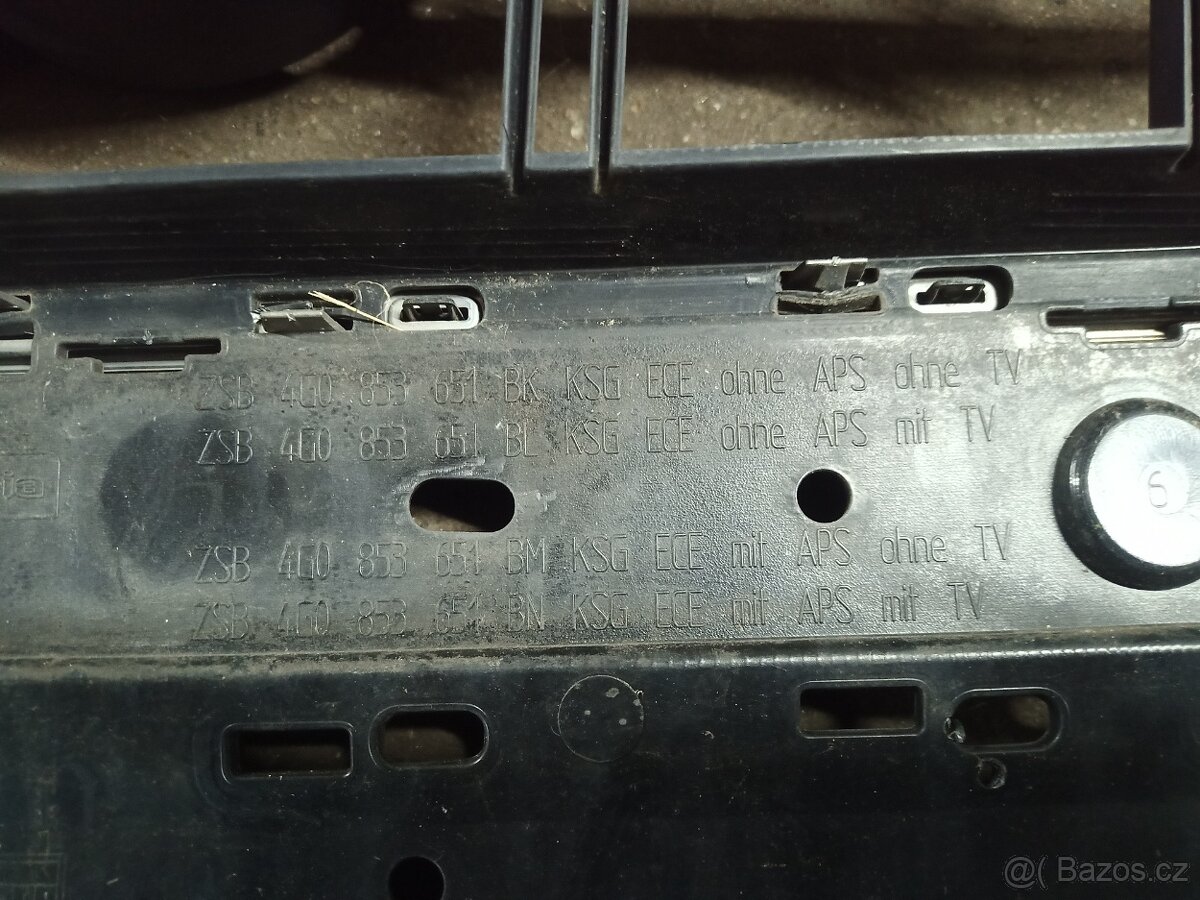 ZSB 4G0 853 651 BK KSG ECE ohne APS ohne TV
ZSB 4G0 853 651 BL KSG ECE ohne APS mit TV
6
ZSB 4G0 853 651 BM KSG ECE mit APS ohne TV
ZSB 4G0 853 651 BN KSG ECE mit APS mit TV
@( Bazos.cz